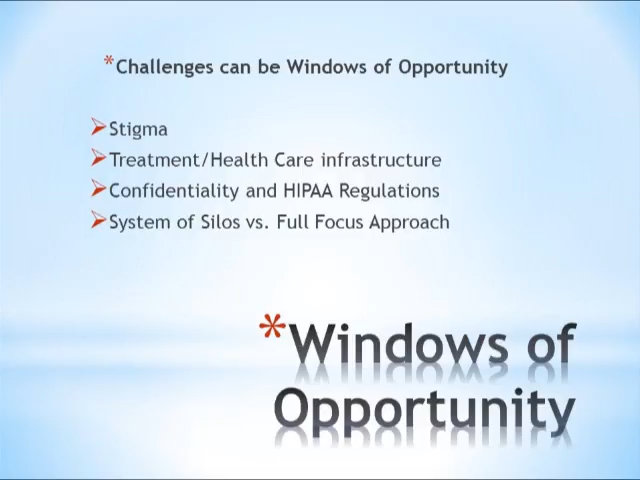 *Challenges can be Windows of Opportunity
Stigma
Treatment/Health Care infrastructure
Confidentiality and HIPAA Regulations
System of Silos vs. Full Focus Approach
*Windows of
Opportunity